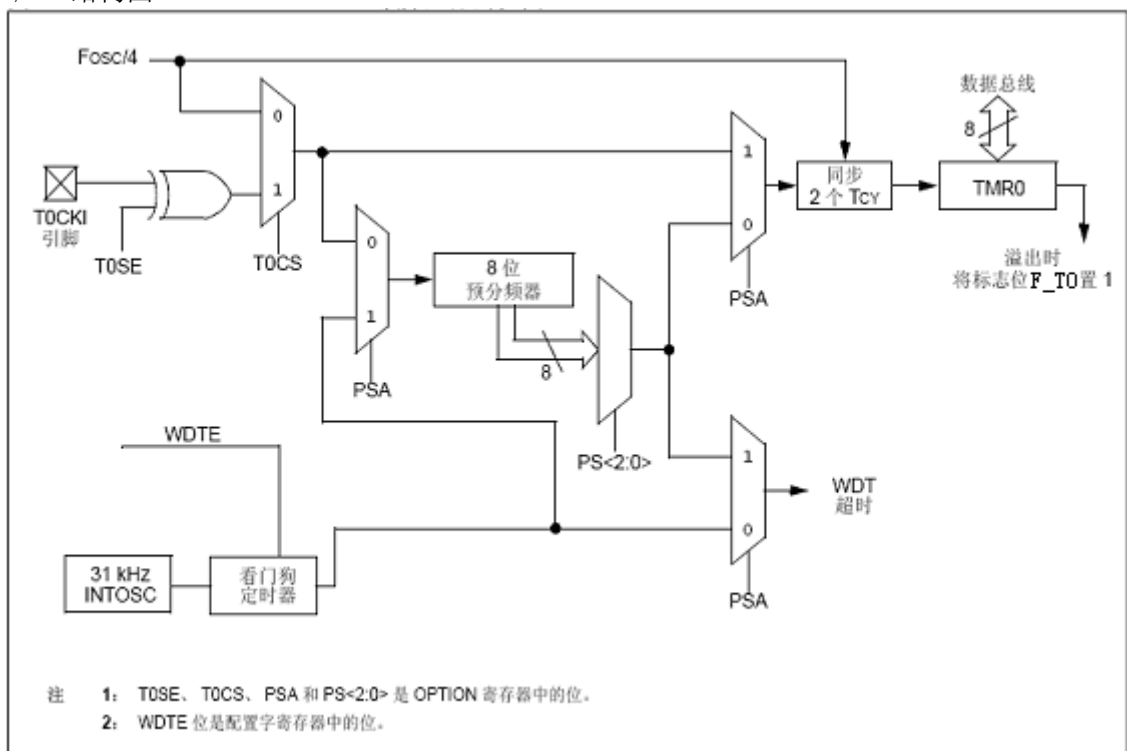 Fosc/4
数据总线
8
0
1
1
0
T0CKI
引脚
T0SE
T0CS
同步
2 个 TCY
TMR0
溢出时
将标志位F_T0置 1
0
1
8 位
预分频器
8
PSA
PSA
PS<2:0>
WDTE
1
0
WDT
超时
31 kHz
INTOSC
看门狗
定时器
PSA
注 1: T0SE、T0CS、PSA 和 PS<2:0> 是 OPTION 寄存器中的位。
2: WDTE 位是配置字寄存器中的位。